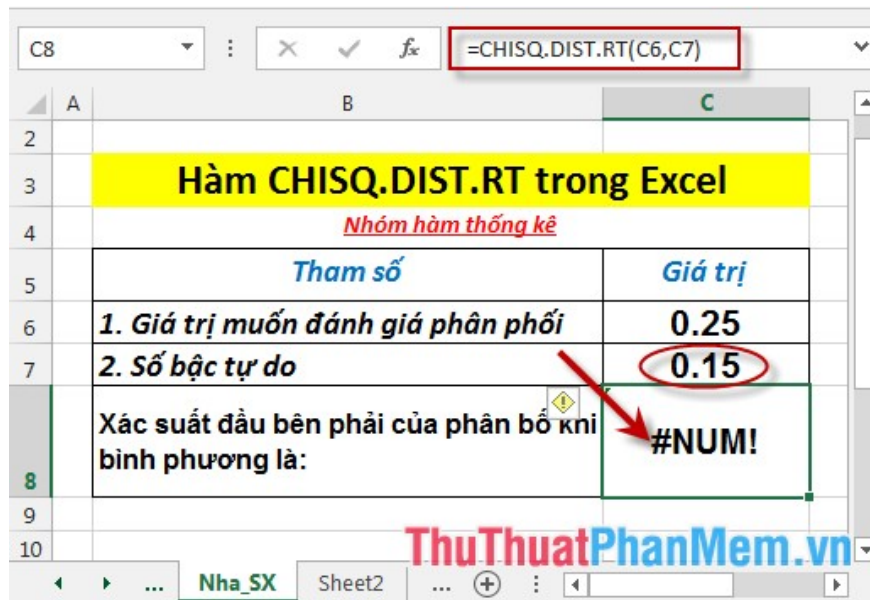 C8 fx =CHISQ.DIST.RT(C6,C7)
A B C
2
3 Hàm CHISQ.DIST.RT trong Excel
4 Nhóm hàm thống kê
5 Tham số Giá trị
6 1. Giá trị muốn đánh giá phân phối 0.25
7 2. Số bậc tự do 0.15
Xác suất đầu bên phải của phân bố khi
8 bình phương là: #NUM!
9
10
ThuThuatPhanMem.vn
... Nha_SX Sheet2 ...